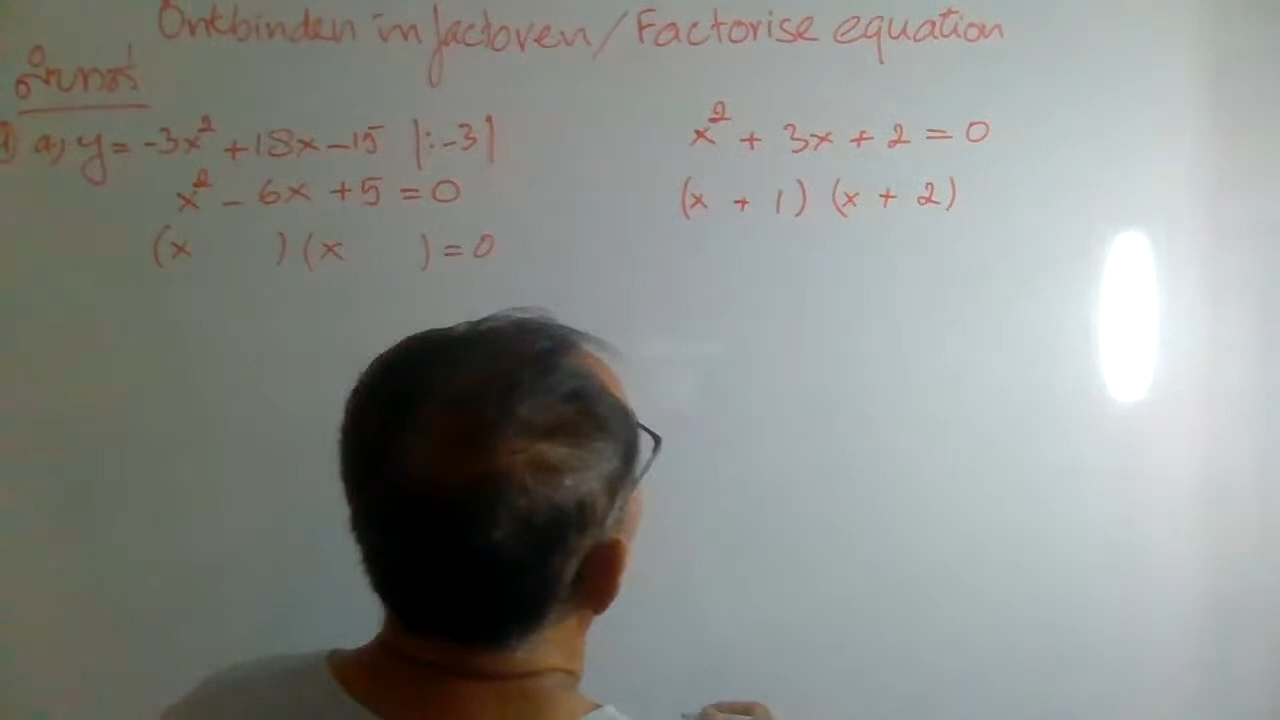 Ontbinden in factoren / Factorise equation
1) a, y = -3x² + 18x - 15 |: -3|
x² - 6x + 5 = 0
(x )(x ) = 0
x² + 3x + 2 = 0
(x + 1) (x + 2)